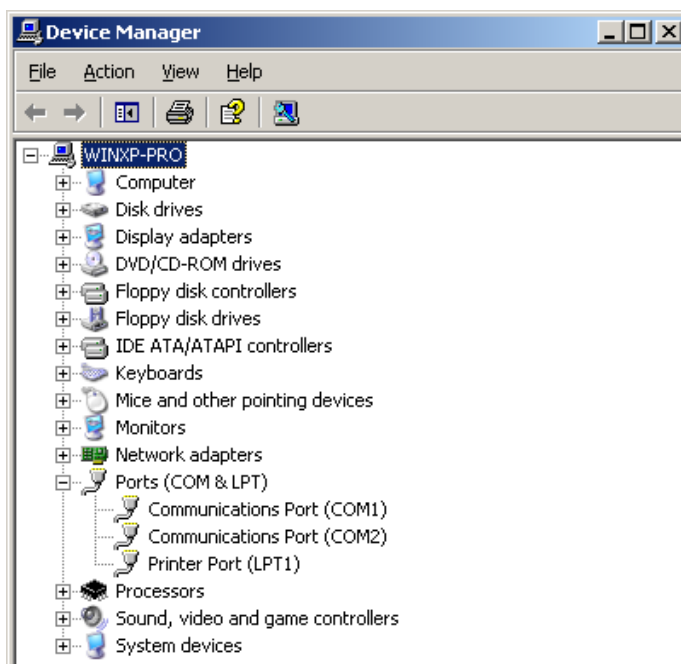 Device Manager
File Action View Help
WINXP-PRO
Computer
Disk drives
Display adapters
DVD/CD-ROM drives
Floppy disk controllers
Floppy disk drives
IDE ATA/ATAPI controllers
Keyboards
Mice and other pointing devices
Monitors
Network adapters
Ports (COM & LPT)
Communications Port (COM1)
Communications Port (COM2)
Printer Port (LPT1)
Processors
Sound, video and game controllers
System devices